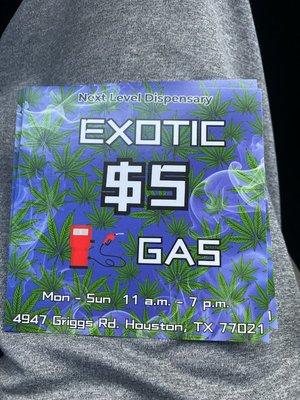 Next Level Dispensary
EXOTIC
$5
GAS
Mon - Sun 11 a.m. - 7 p.m.
4947 Griggs Rd. Houston, TX 77021